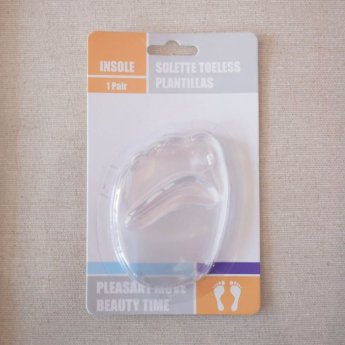 INSOLE
1 Pair
SOLETTE TOELESS
PLANTILLAS
PLEASANT MOVE
BEAUTY TIME